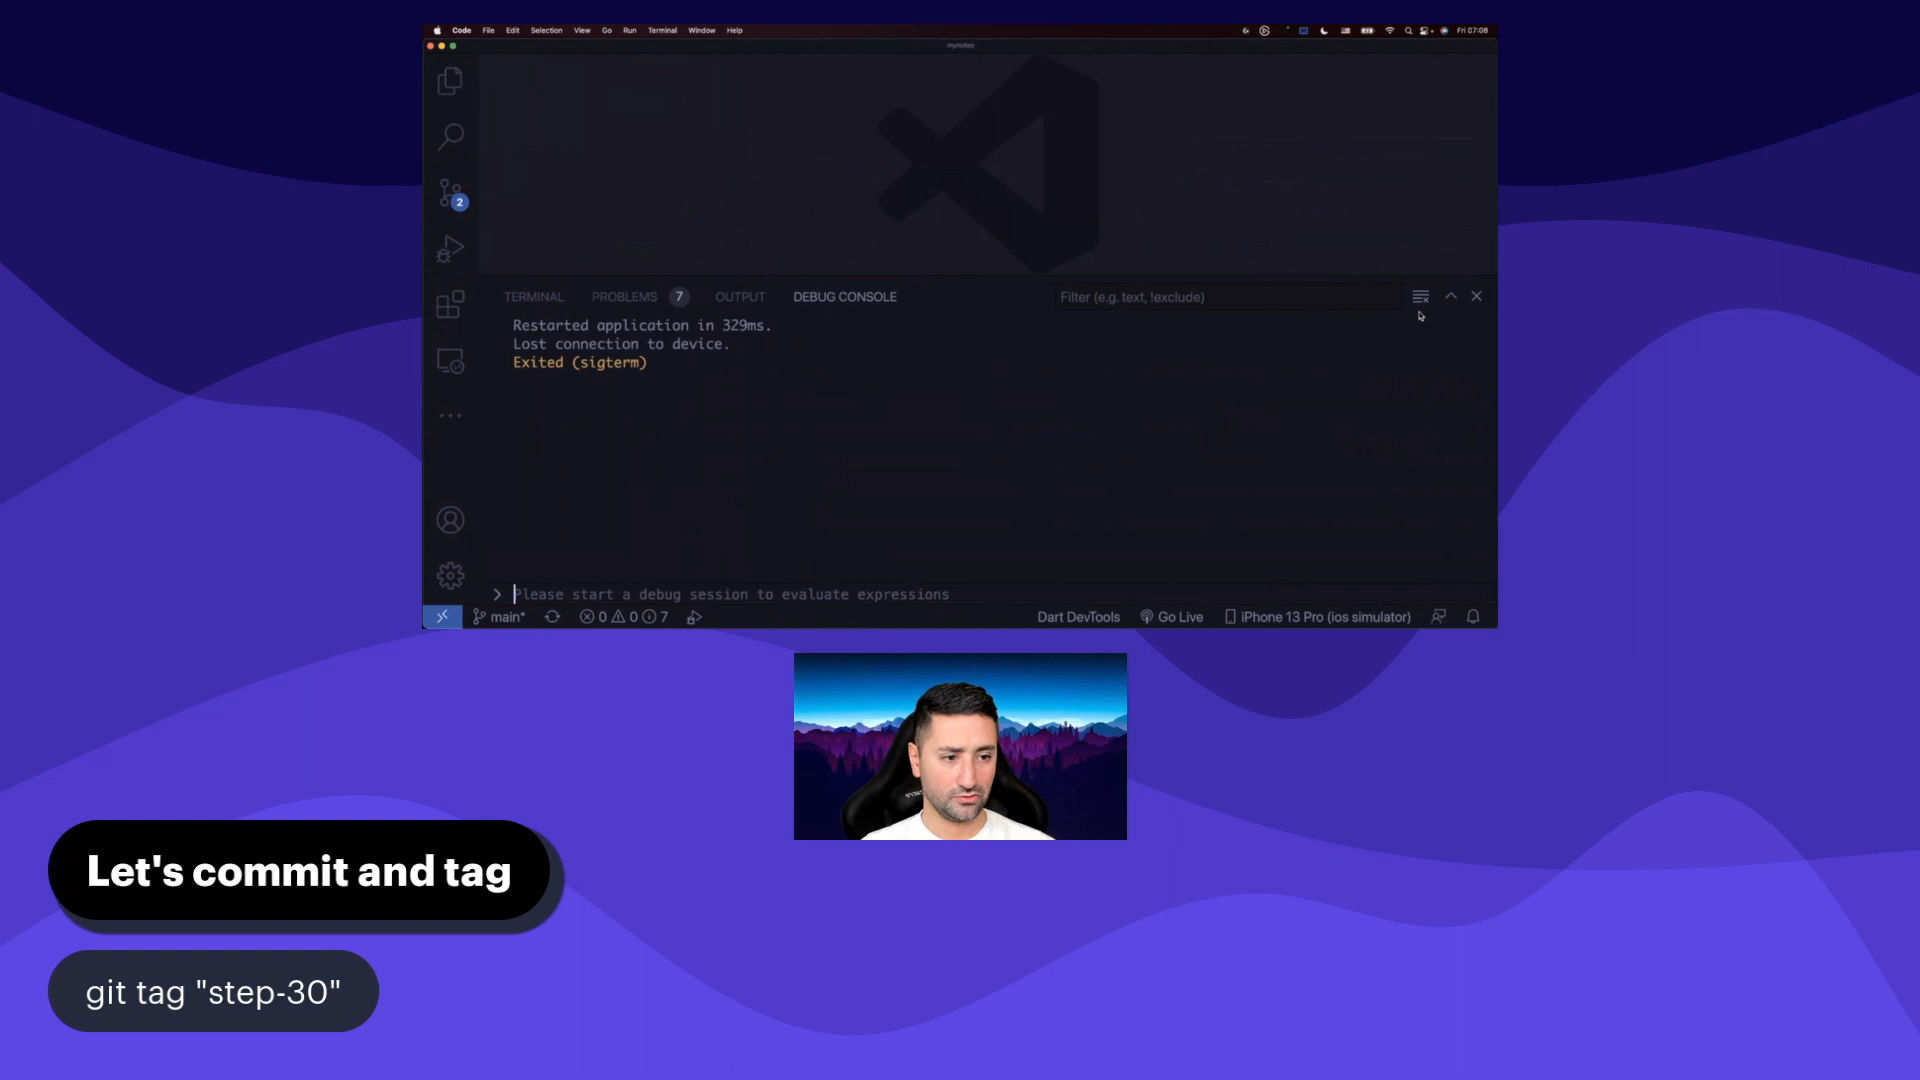 Code File Edit Selection View Go Run Terminal Window Help
Fri 07:08
mynotes
2
TERMINAL PROBLEMS 7 OUTPUT DEBUG CONSOLE
Filter (e.g. text, !exclude)
Restarted application in 329ms.
Lost connection to device.
Exited (sigterm)
Please start a debug session to evaluate expressions
main* 0 0 7
Dart DevTools Go Live iPhone 13 Pro (ios simulator)
Let's commit and tag
git tag "step-30"